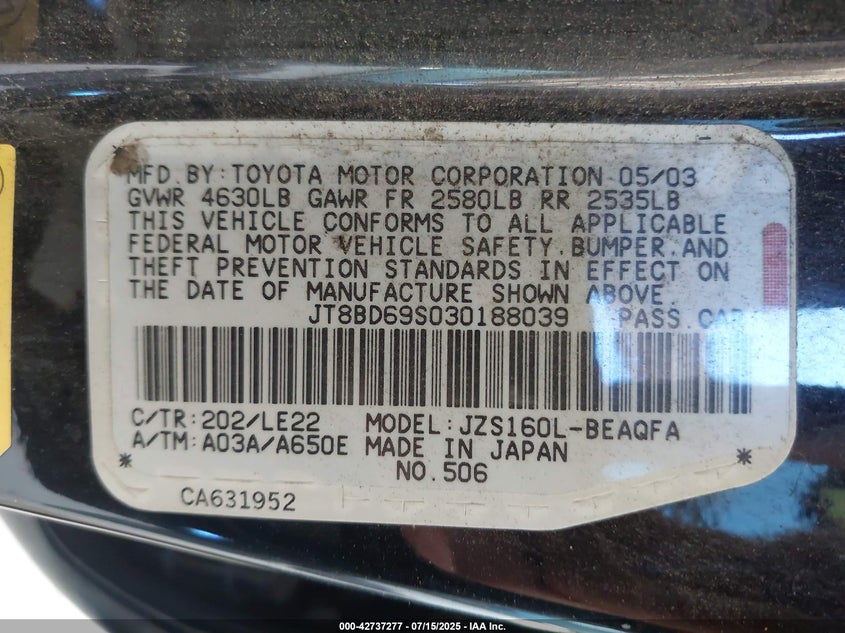 MFD. BY: TOYOTA MOTOR CORPORATION 05/03
GVWR 4630LB GAWR FR 2580LB RR 2535LB
THIS VEHICLE CONFORMS TO ALL APPLICABLE
FEDERAL MOTOR VEHICLE SAFETY, BUMPER, AND
THEFT PREVENTION STANDARDS IN EFFECT ON
THE DATE OF MANUFACTURE SHOWN ABOVE.
JT8BD69S030188039 PASS CAR
C/TR: 202/LE22 MODEL: JZS160L-BEAQFA
A/TM: A03A/A650E MADE IN JAPAN
* *
NO. 506
CA631952
000-42737277 - 07/15/2025 - IAA Inc.